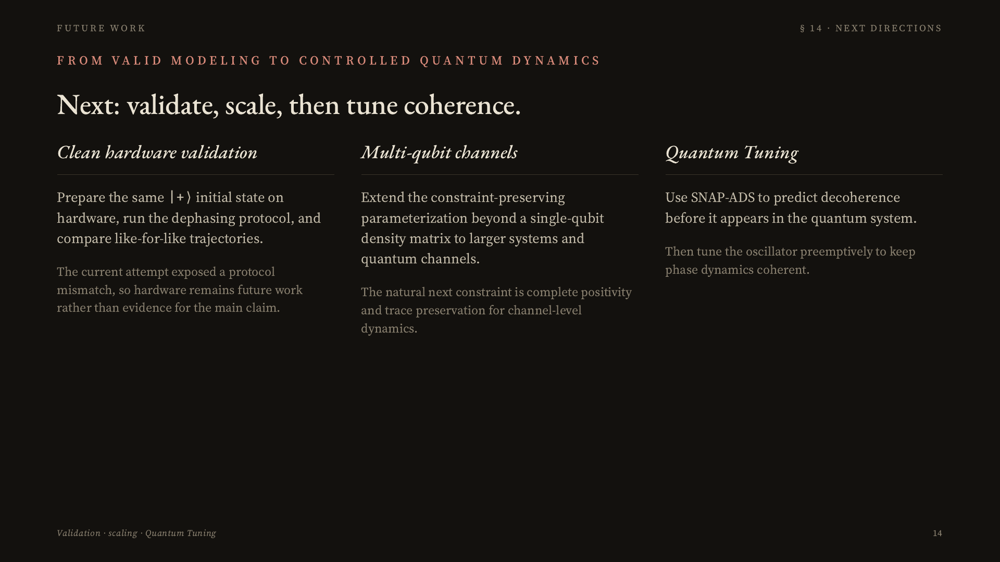 FUTURE WORK
§ 14 · NEXT DIRECTIONS
FROM VALID MODELING TO CONTROLLED QUANTUM DYNAMICS
Next: validate, scale, then tune coherence.
Clean hardware validation
Prepare the same |+⟩ initial state on
hardware, run the dephasing protocol, and
compare like-for-like trajectories.
The current attempt exposed a protocol
mismatch, so hardware remains future work
rather than evidence for the main claim.
Multi-qubit channels
Extend the constraint-preserving
parameterization beyond a single-qubit
density matrix to larger systems and
quantum channels.
The natural next constraint is complete positivity
and trace preservation for channel-level
dynamics.
Quantum Tuning
Use SNAP-ADS to predict decoherence
before it appears in the quantum system.
Then tune the oscillator preemptively to keep
phase dynamics coherent.
Validation · scaling · Quantum Tuning
14